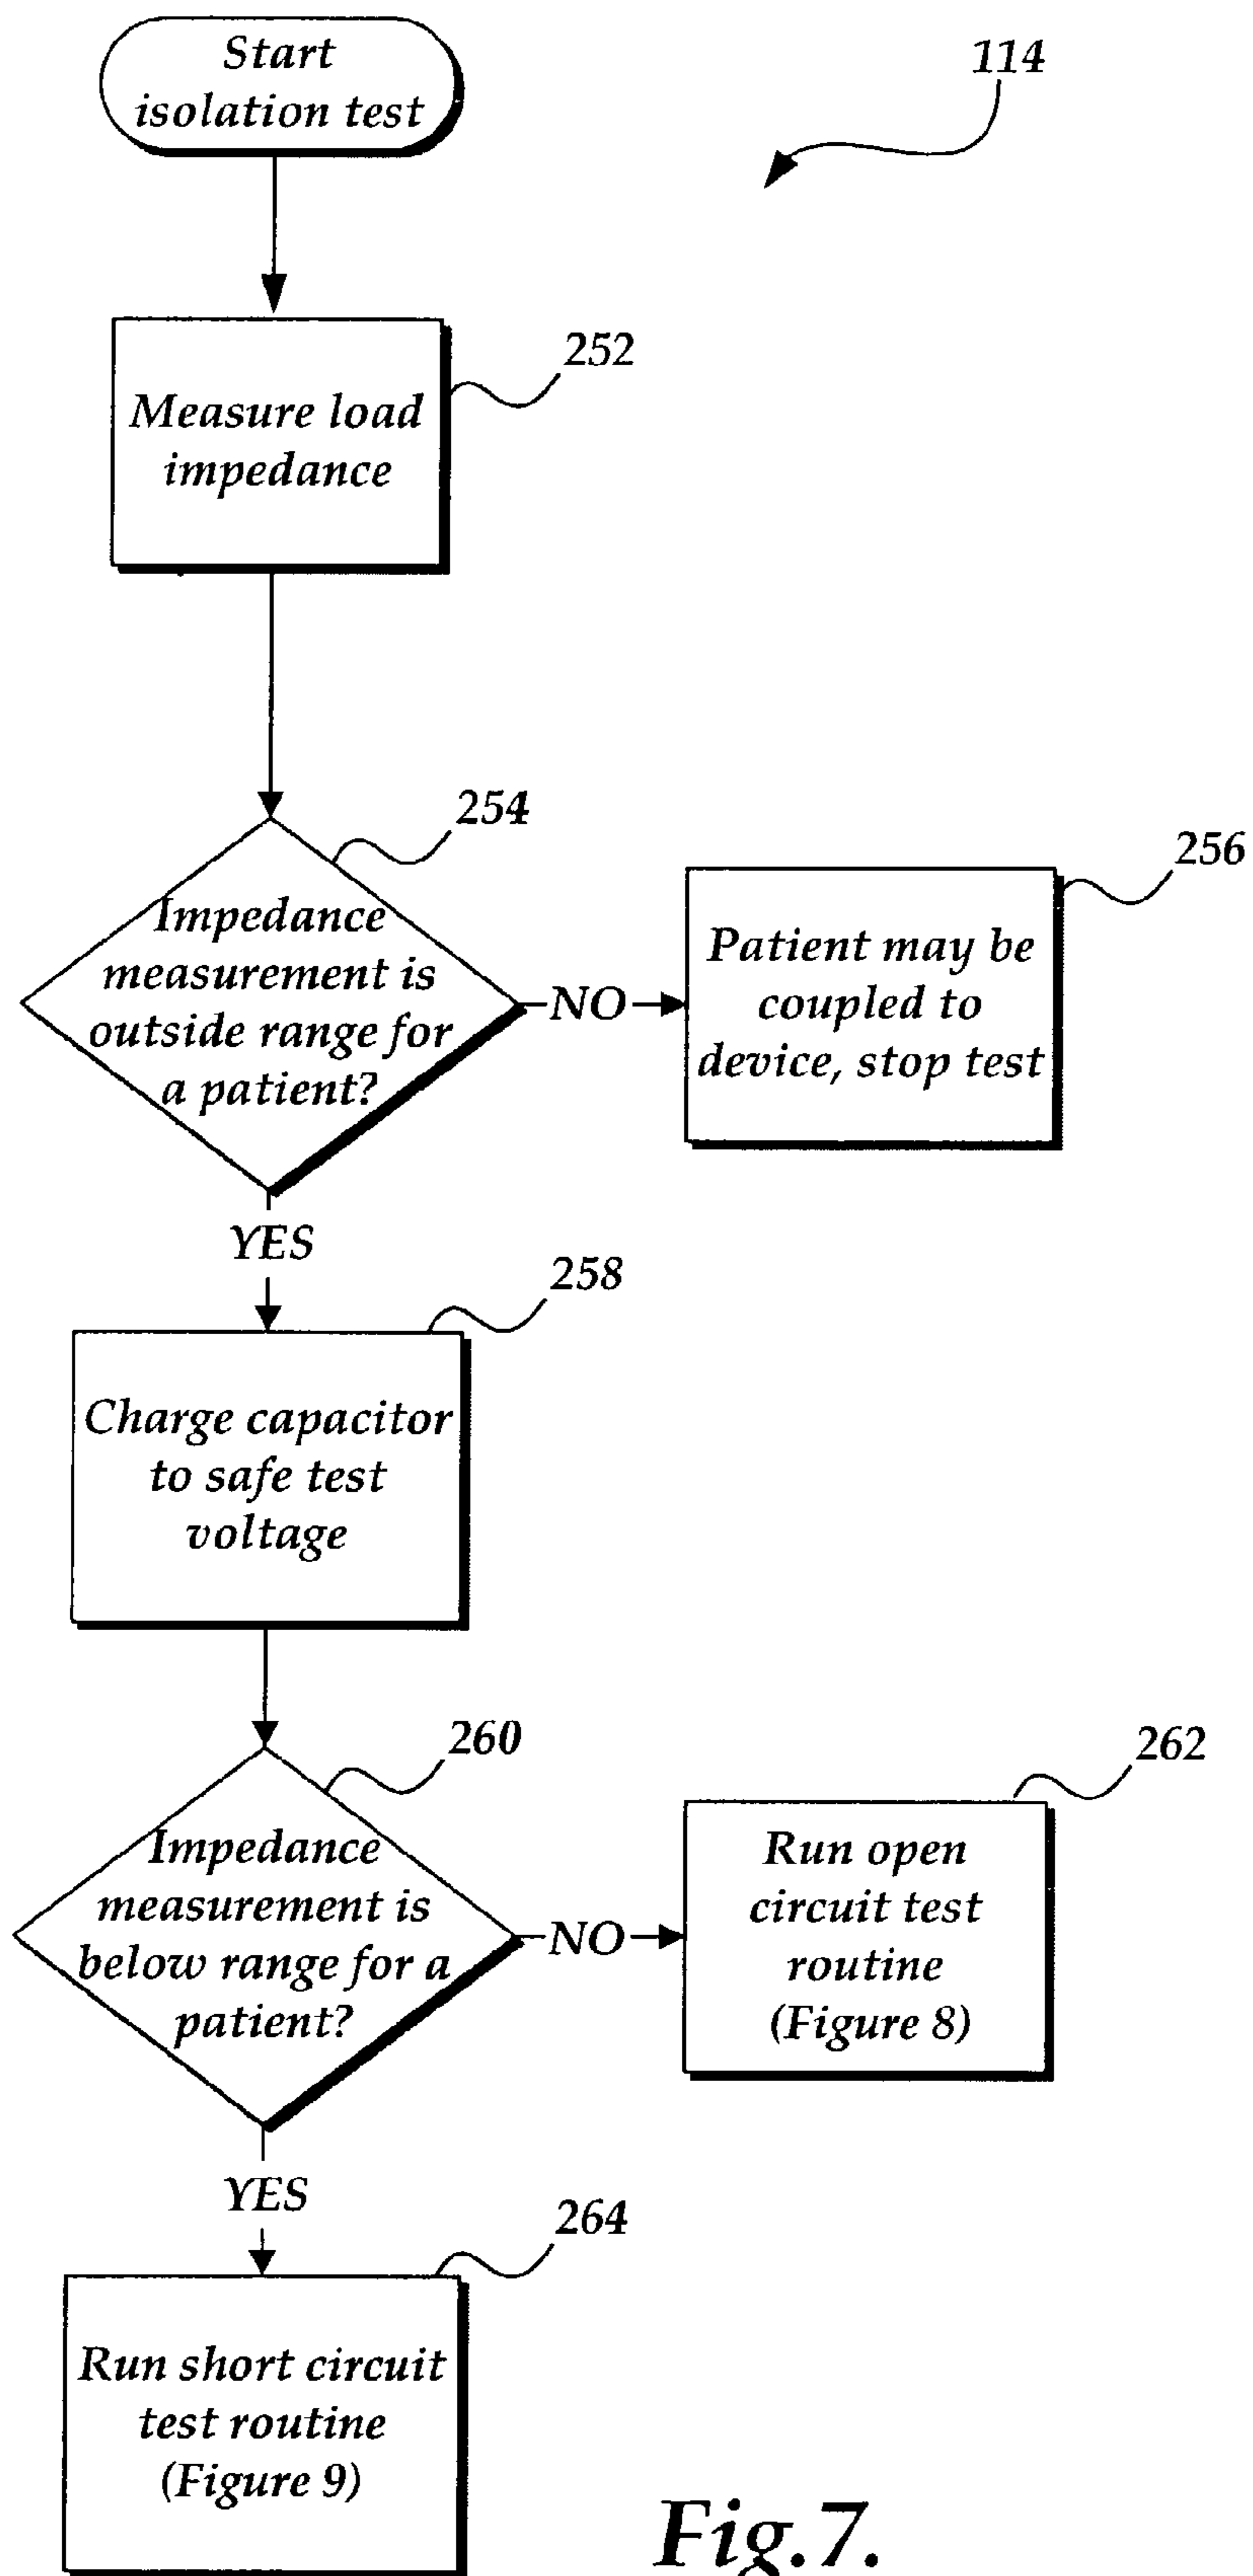 Start
isolation test
114
252
Measure load
impedance
254
Impedance
measurement is
outside range for
a patient?
NO
256
Patient may be
coupled to
device, stop test
YES
258
Charge capacitor
to safe test
voltage
260
Impedance
measurement is
below range for a
patient?
NO
262
Run open
circuit test
routine
(Figure 8)
YES
264
Run short circuit
test routine
(Figure 9)
Fig.7.